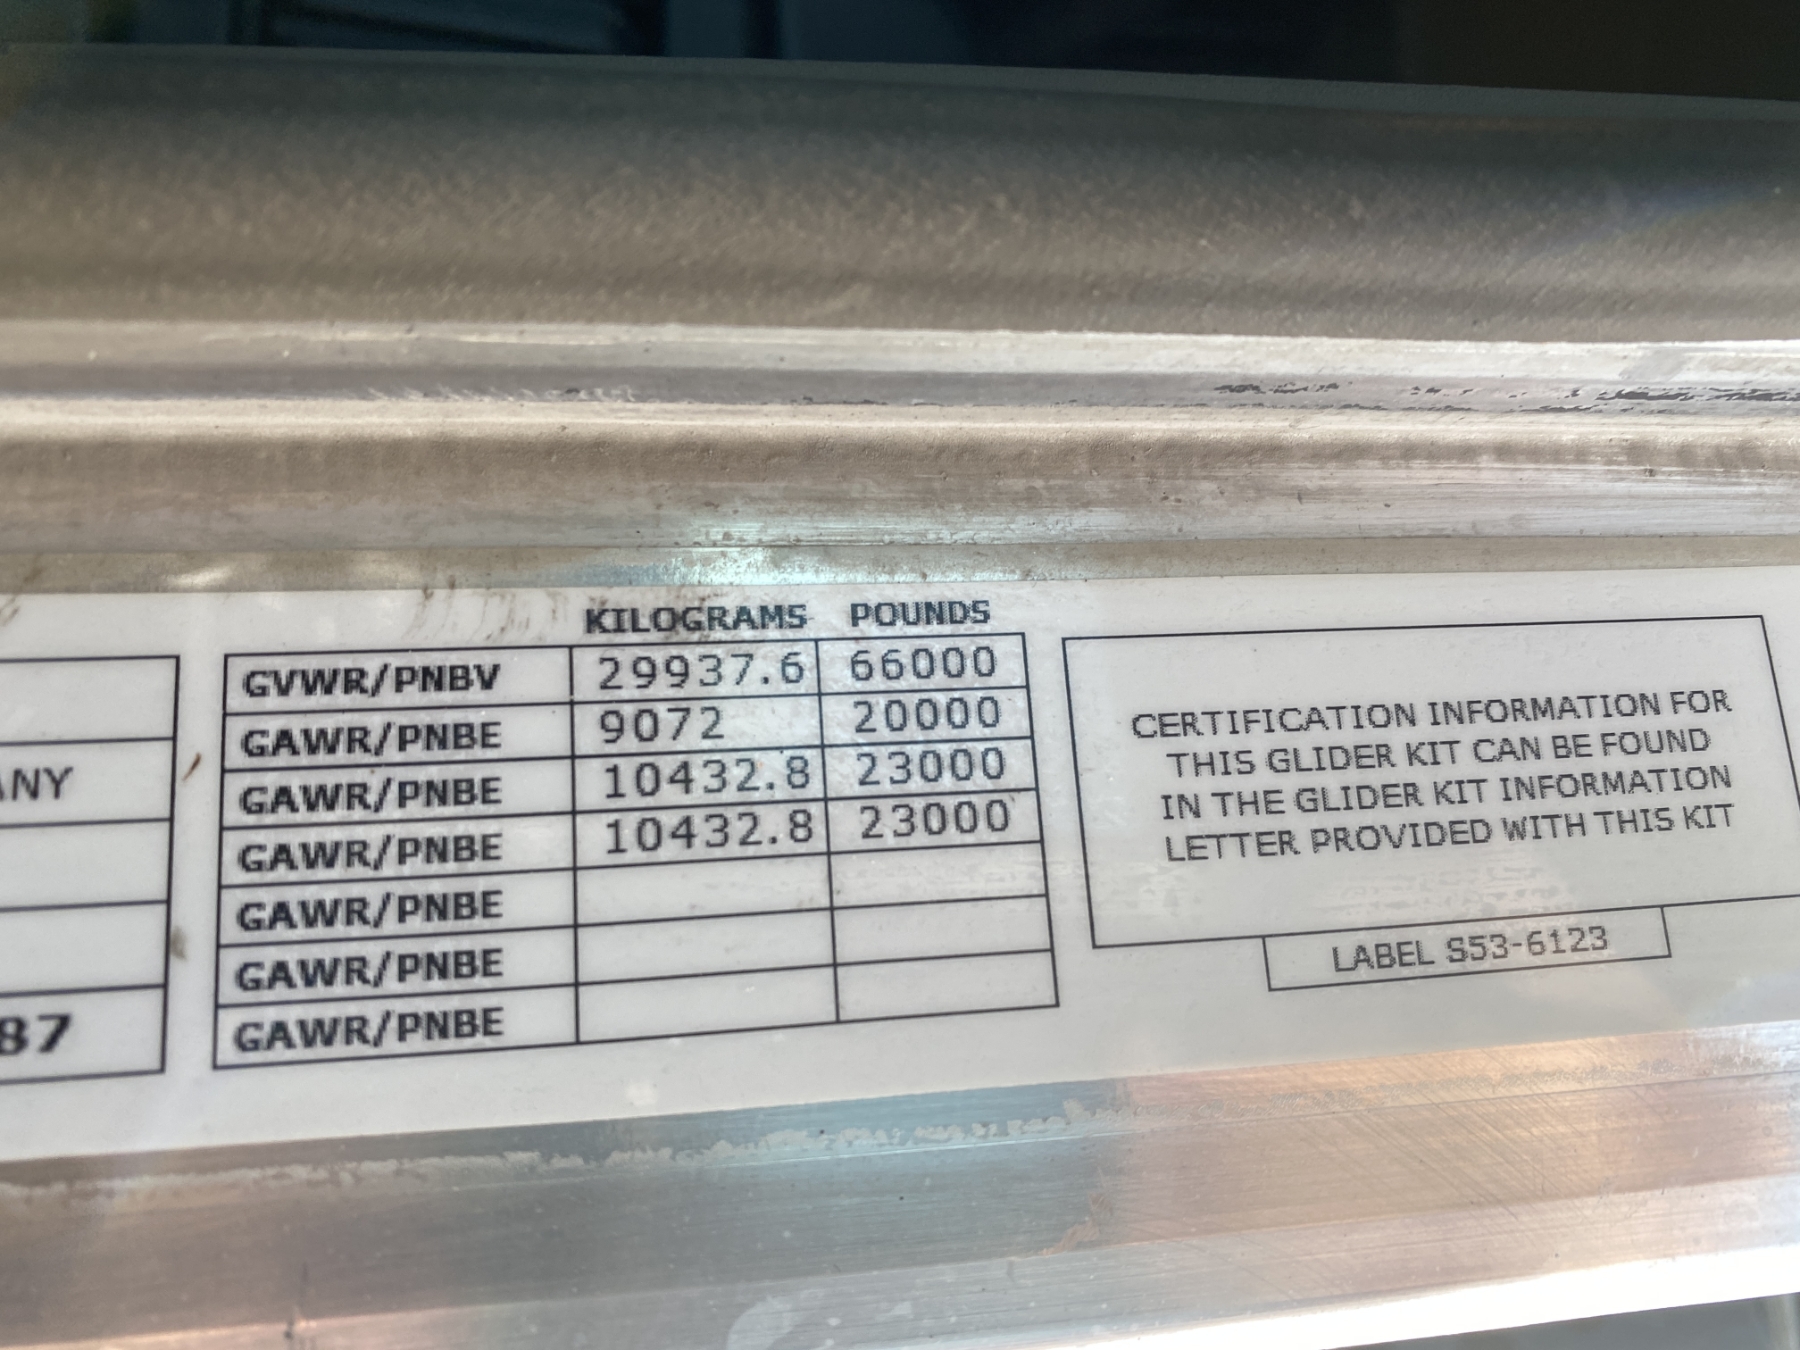 ANY
87
KILOGRAMS POUNDS
GVWR/PNBV 29937.6 66000
GAWR/PNBE 9072 20000
GAWR/PNBE 10432.8 23000
GAWR/PNBE 10432.8 23000
GAWR/PNBE
GAWR/PNBE
GAWR/PNBE
CERTIFICATION INFORMATION FOR
THIS GLIDER KIT CAN BE FOUND
IN THE GLIDER KIT INFORMATION
LETTER PROVIDED WITH THIS KIT
LABEL S53-6123